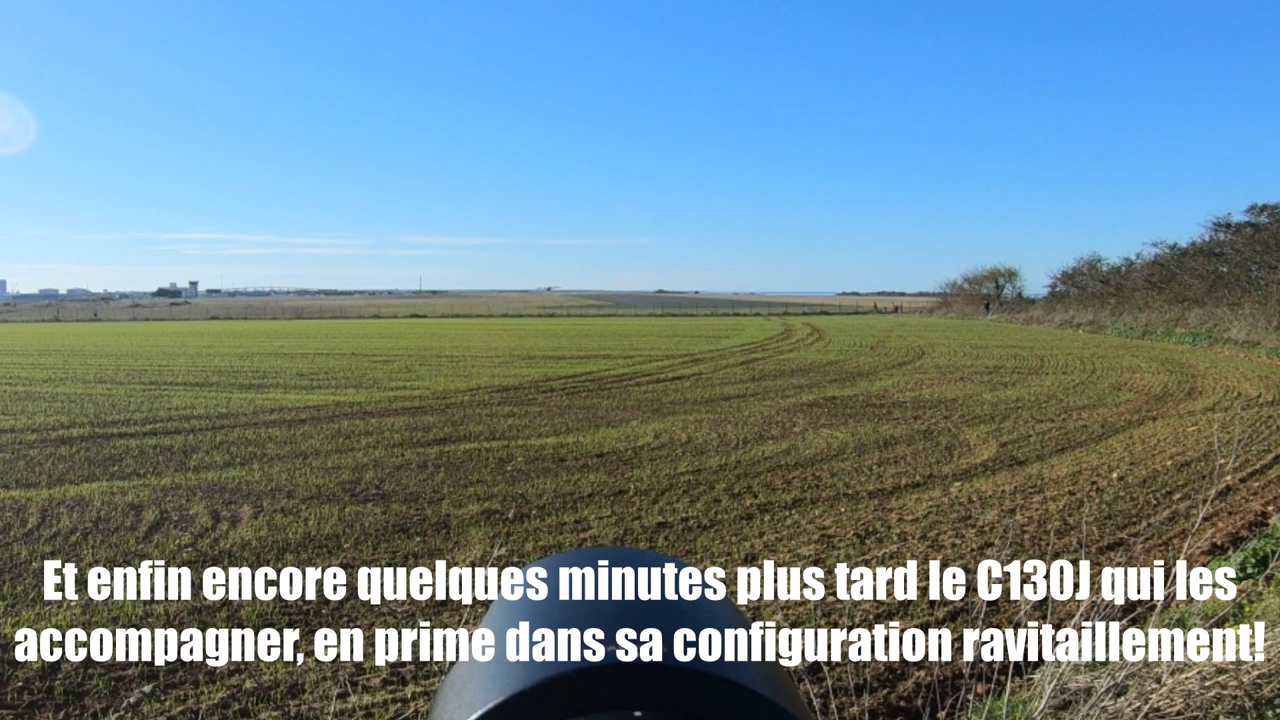 Et enfin encore quelques minutes plus tard le C130J qui les
accompagner, en prime dans sa configuration ravitaillement!